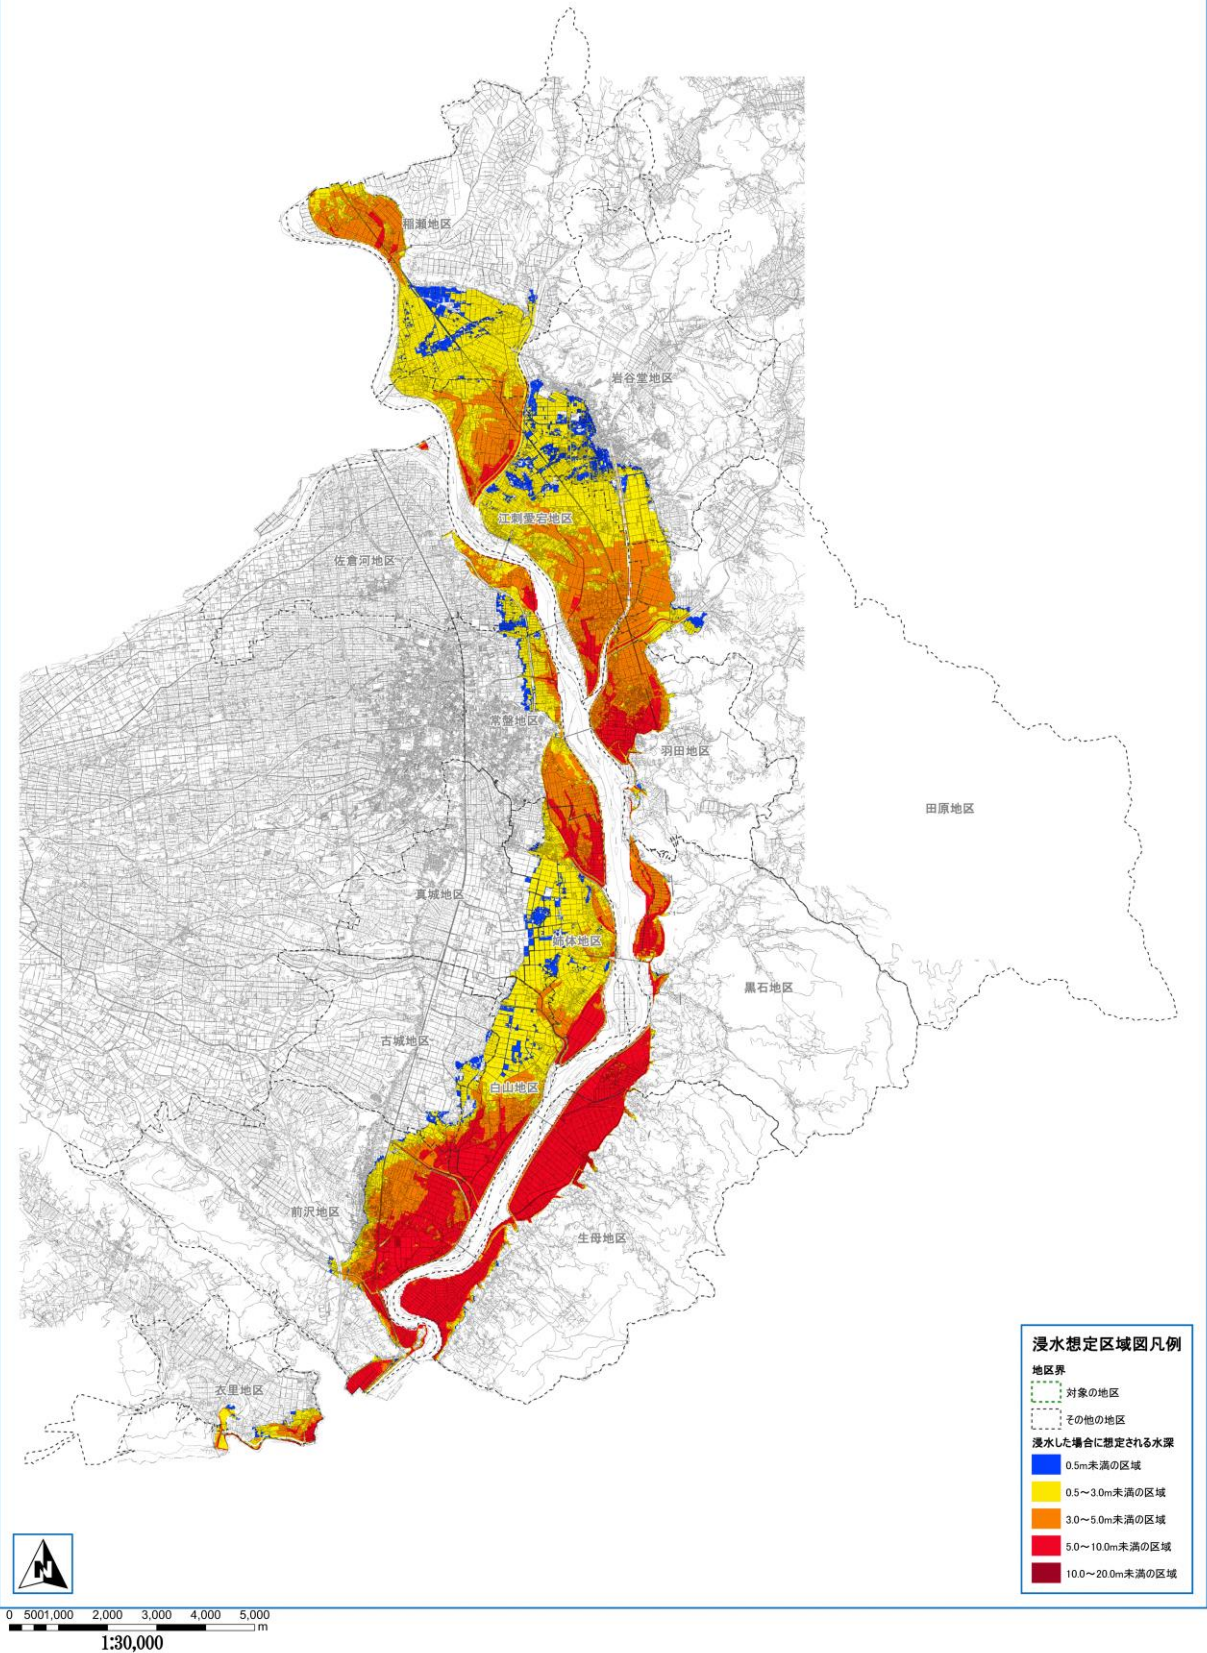 稲瀬地区
岩谷堂地区
江刺愛宕地区
佐倉河地区
常盤地区
羽田地区
田原地区
真城地区
姉体地区
黒石地区
古城地区
白山地区
前沢地区
生母地区
衣里地区
浸水想定区域図凡例
地区界
対象の地区
その他の地区
浸水した場合に想定される水深
0.5m未満の区域
0.5～3.0m未満の区域
3.0～5.0m未満の区域
5.0～10.0m未満の区域
10.0～20.0m未満の区域
N
0 5001,000 2,000 3,000 4,000 5,000
m
1:30,000